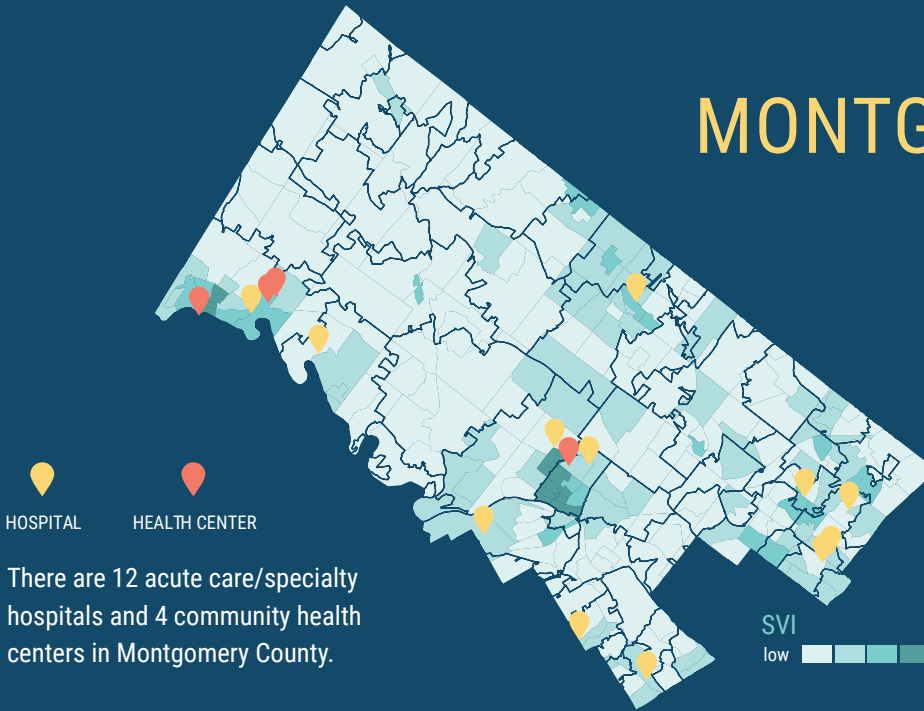 MONTG
HOSPITAL
HEALTH CENTER
There are 12 acute care/specialty
hospitals and 4 community health
centers in Montgomery County.
SVI
low